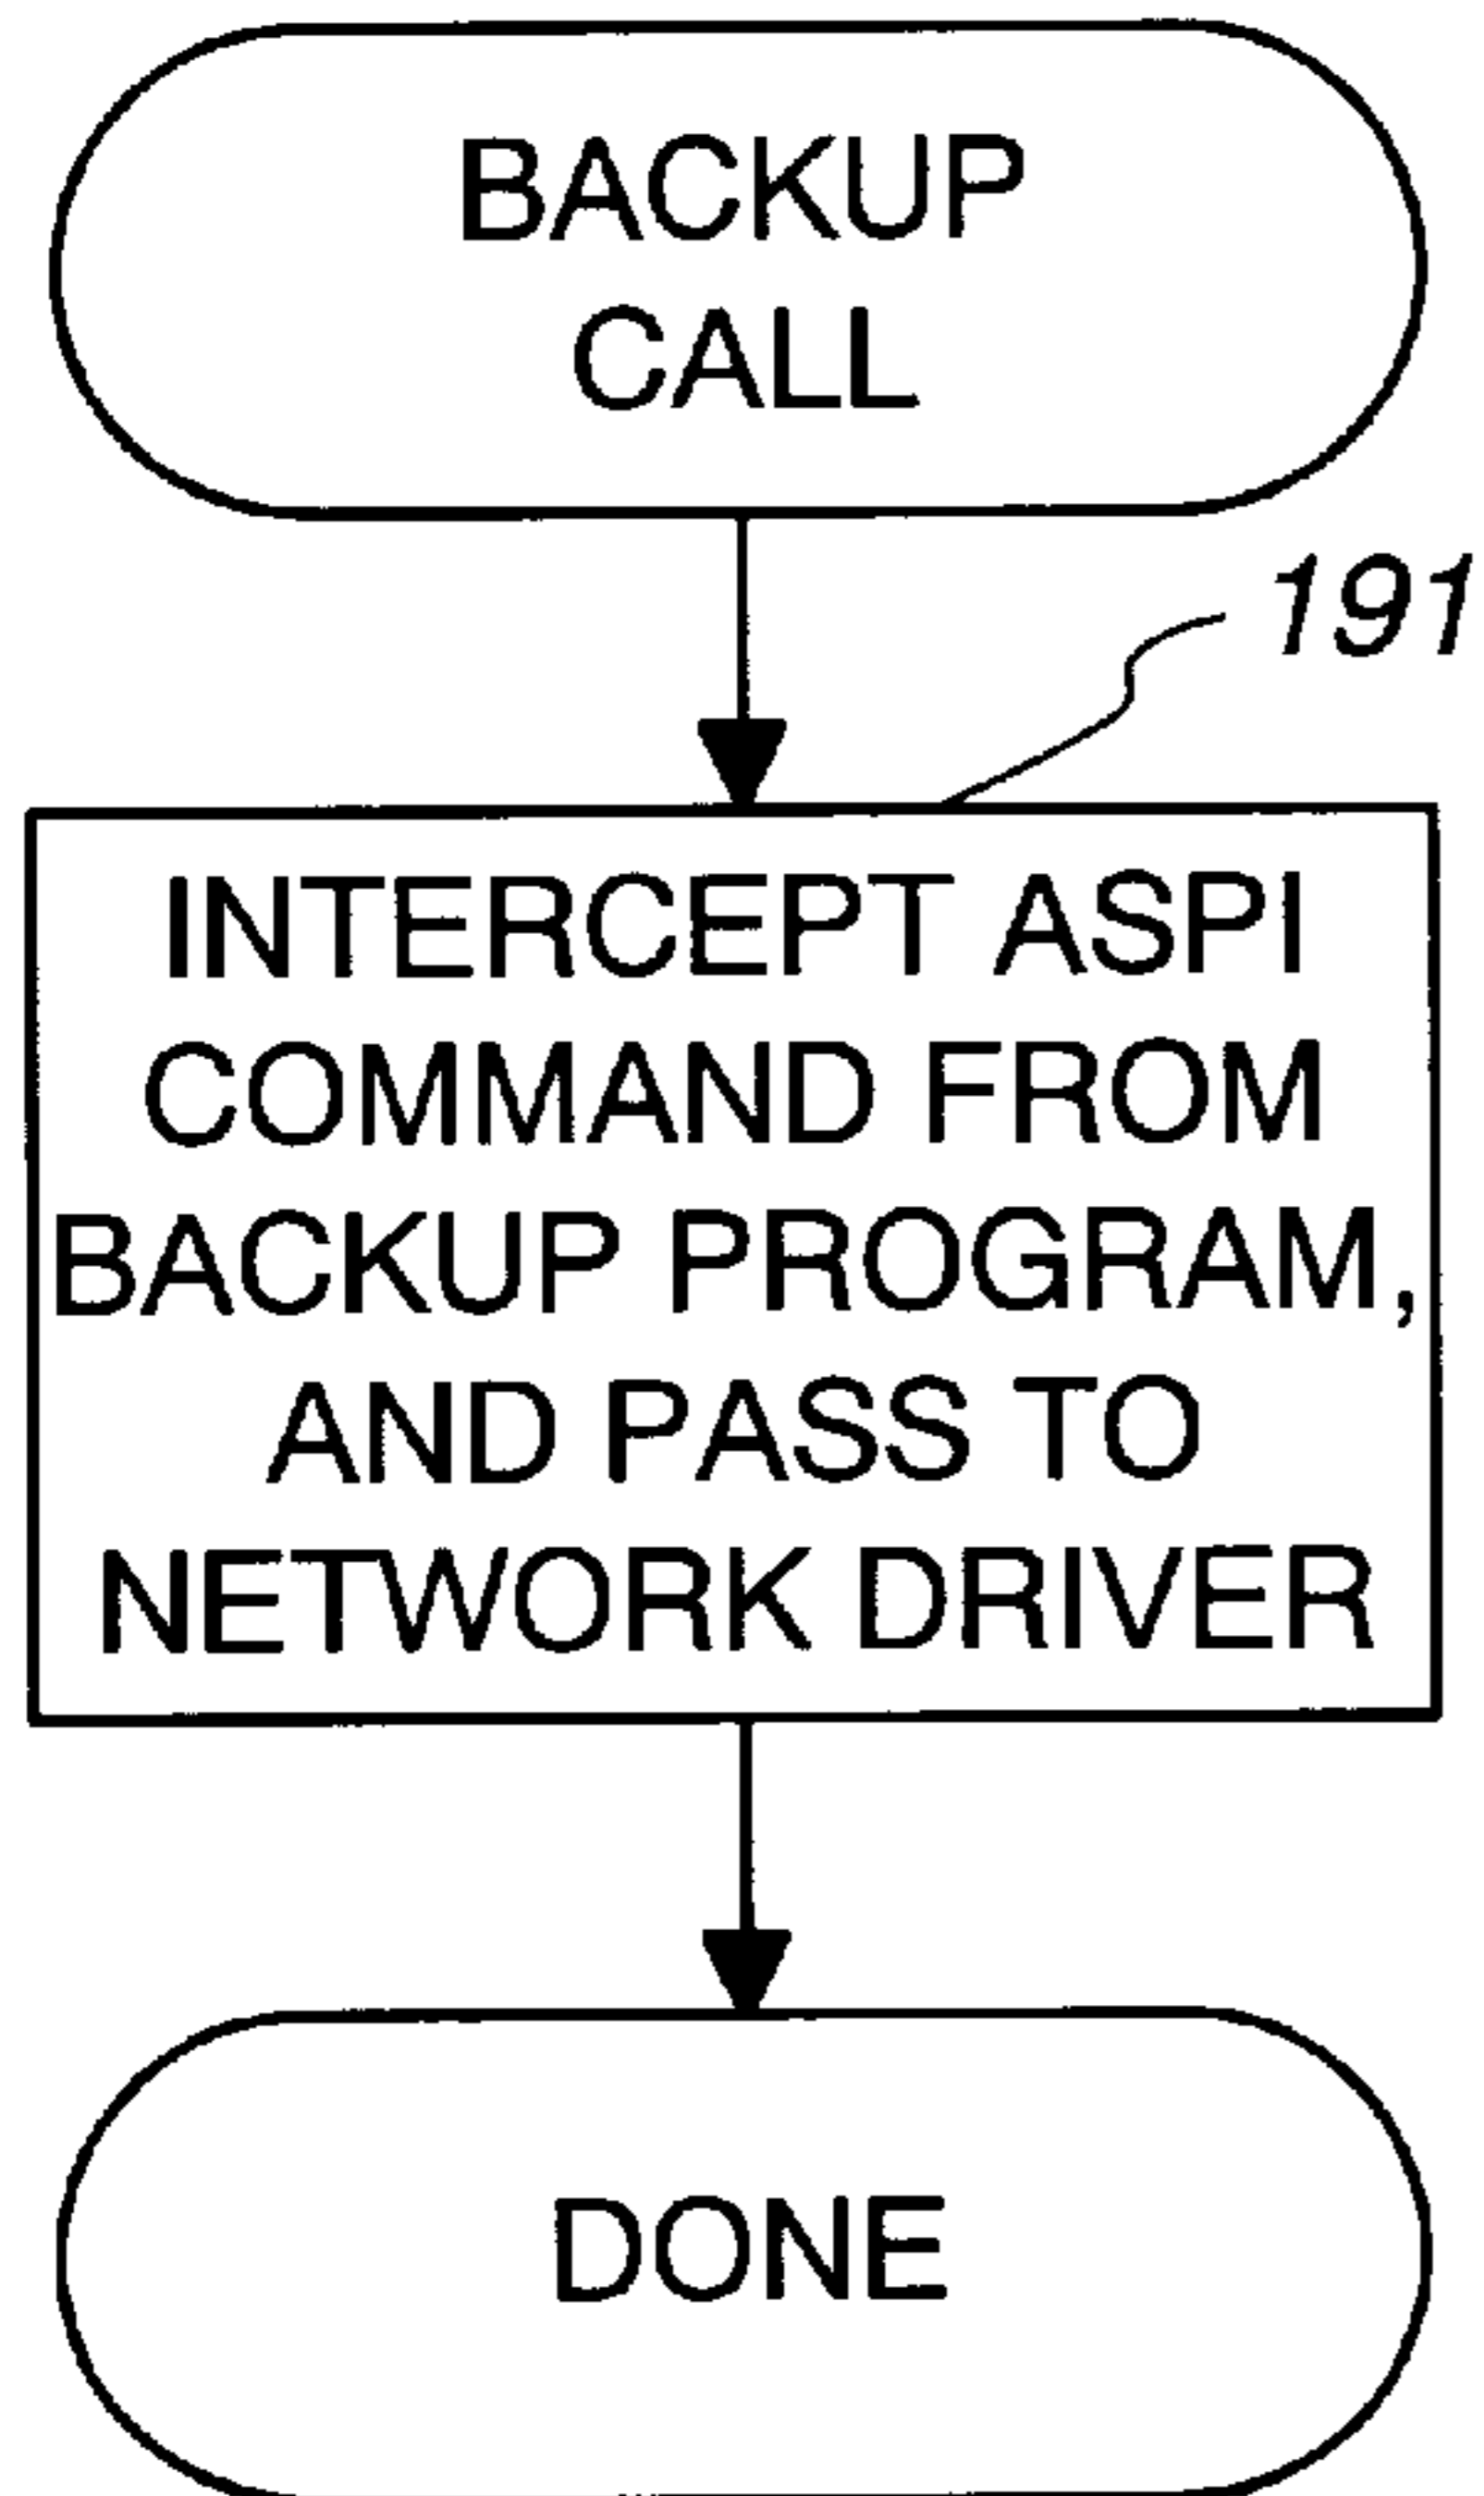 BACKUP
CALL
191
INTERCEPT ASPI
COMMAND FROM
BACKUP PROGRAM,
AND PASS TO
NETWORK DRIVER
DONE